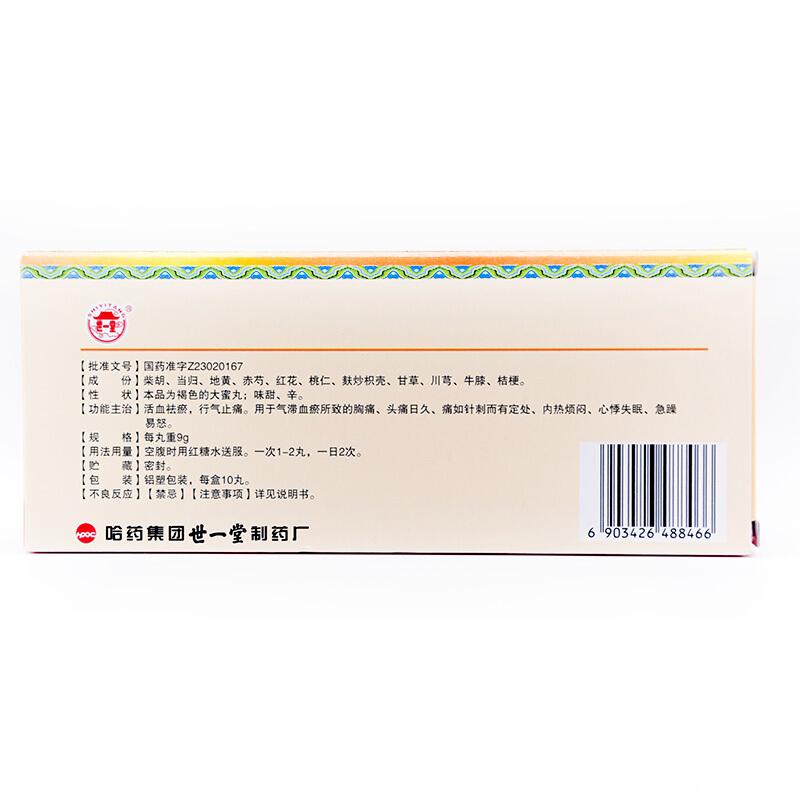 SHIYITANG
世一堂
®
【批准文号】国药准字Z23020167
【成 份】柴胡、当归、地黄、赤芍、红花、桃仁、麸炒枳壳、甘草、川芎、牛膝、桔梗。
【性 状】本品为褐色的大蜜丸；味甜、辛。
【功能主治】活血祛瘀，行气止痛。用于气滞血瘀所致的胸痛、头痛日久、痛如针刺而有定处、内热烦闷、心悸失眠、急躁
易怒。
【规 格】每丸重9g
【用法用量】空腹时用红糖水送服。一次1-2丸，一日2次。
【贮 藏】密封。
【包 装】铝塑包装，每盒10丸。
【不良反应】【禁忌】【注意事项】详见说明书。
哈药集团世一堂制药厂
6 903426 488466